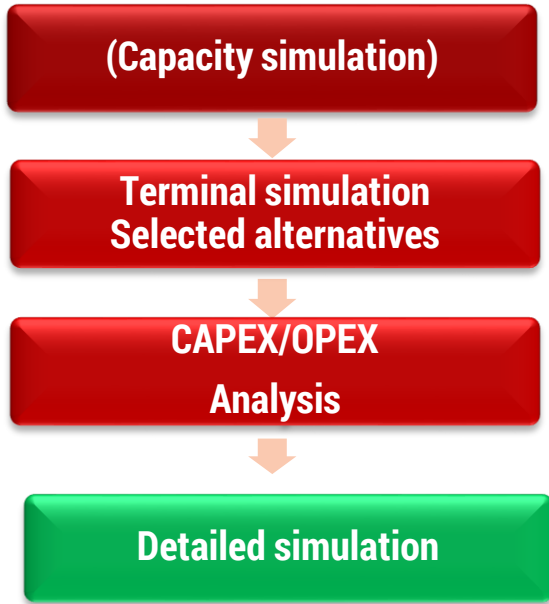 (Capacity simulation)
Terminal simulation
Selected alternatives
CAPEX/OPEX
Analysis
Detailed simulation